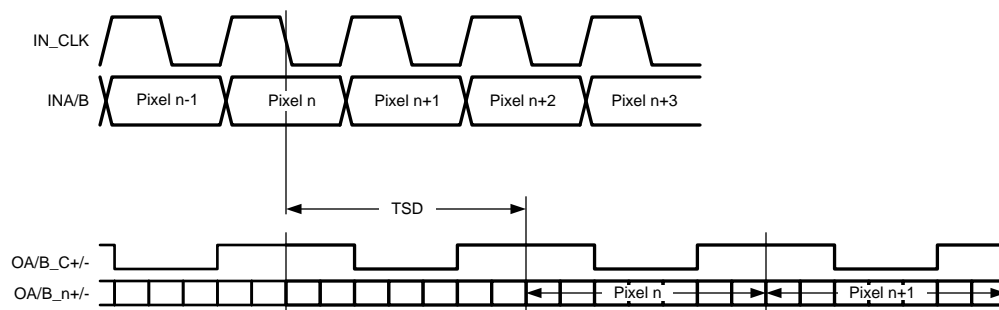 IN_CLK
INA/B
Pixel n-1
Pixel n
Pixel n+1
Pixel n+2
Pixel n+3
TSD
OA/B_C+/-
OA/B_n+/-
Pixel n
Pixel n+1